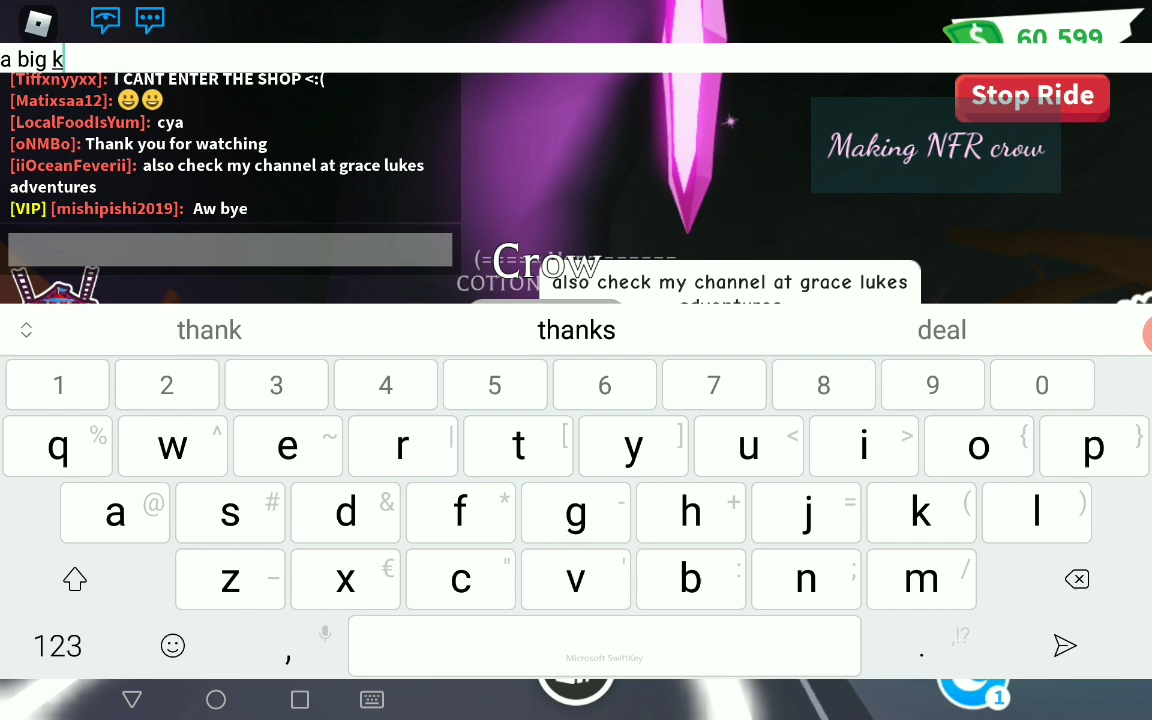 60,599
a big k
[Tiffxnyyxx]: I CANT ENTER THE SHOP <:(
Stop Ride
[Matixsaa12]: 😀😀
[LocalFoodIsYum]: cya
[oNMBo]: Thank you for watching
Making NFR crow
[iiOceanFeverii]: also check my channel at grace lukes
adventures
[VIP] [mishipishi2019]: Aw bye
Crow
COTTON
also check my channel at grace lukes
adventures
thank thanks deal
1 2 3 4 5 6 7 8 9 0
q % w ^ e ~ r | t [ y ] u < i > o { p }
a @ s # d & f * g - h + j = k ( l )
z – x € c " v ' b : n ; m /
123 , Microsoft SwiftKey . ,!?
1